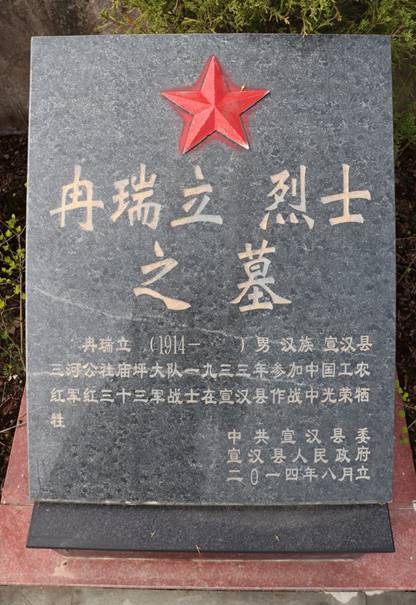 冉瑞立 烈士
之墓
冉瑞立 (1914— )男 汉族 宣汉县
三河公社庙坪大队一九三三年参加中国工农
红军红三十三军战士在宣汉县作战中光荣牺
牲
中共宣汉县委
宣汉县人民政府
二〇一四年八月立